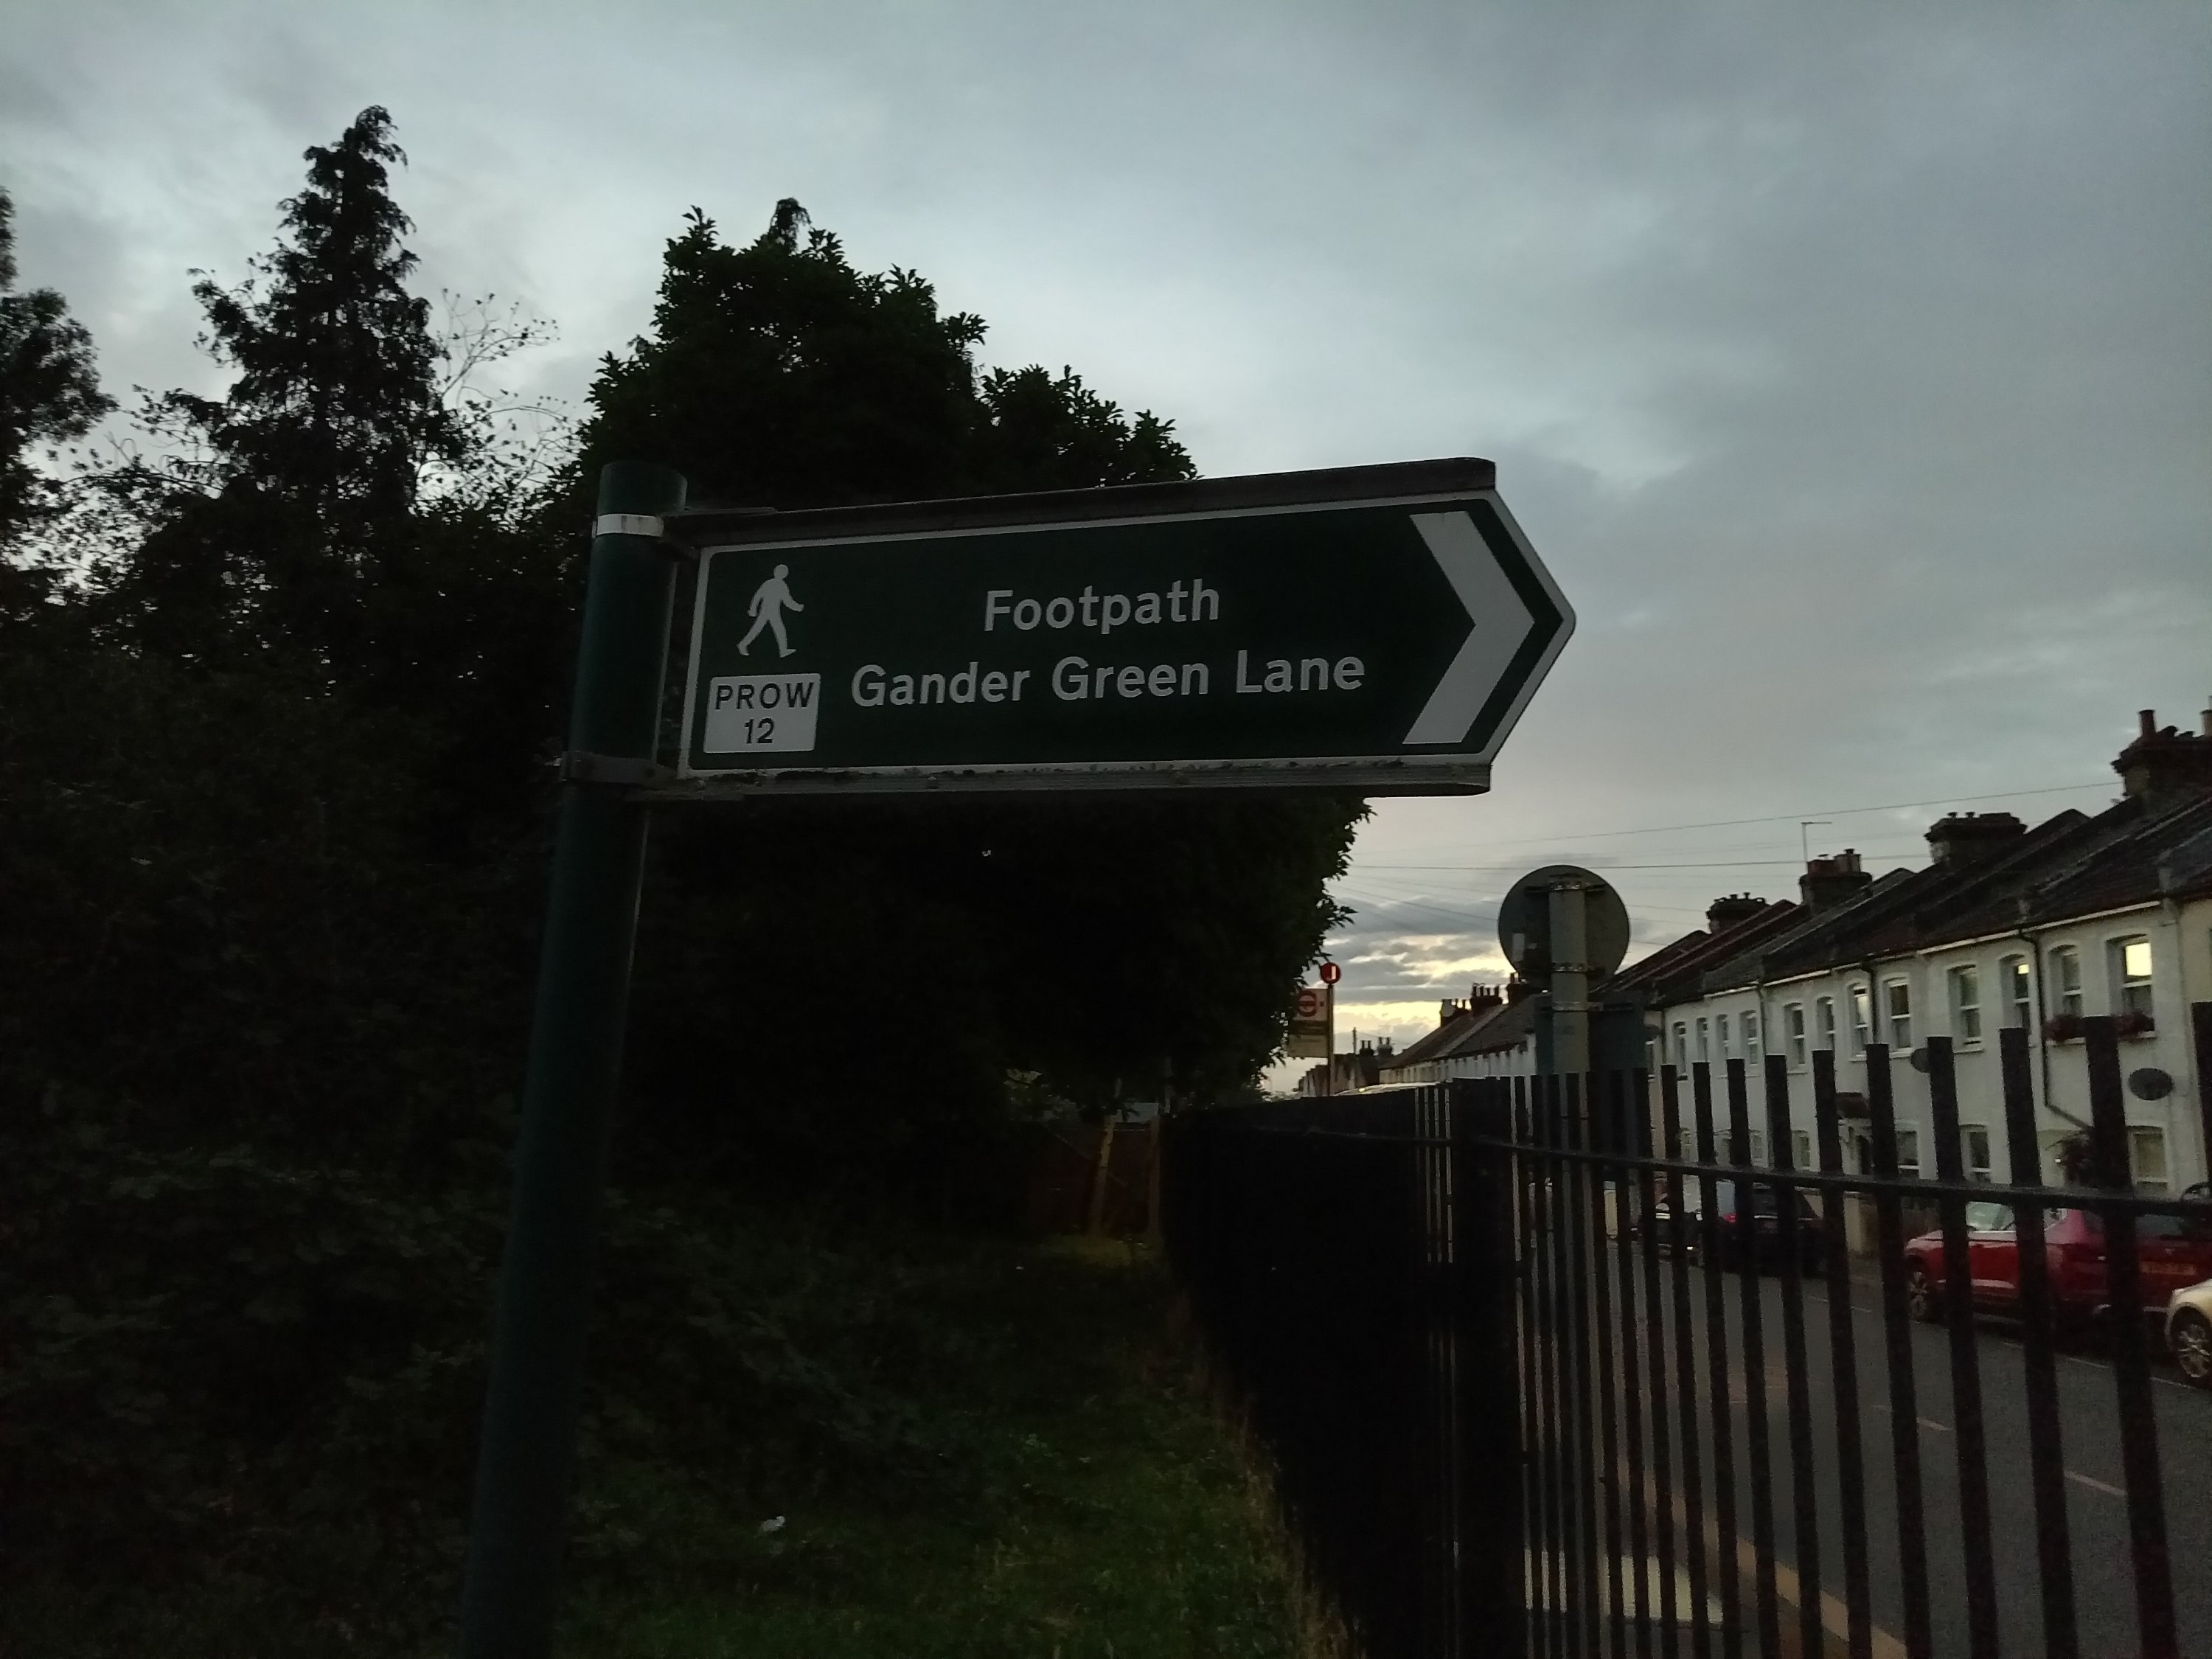 Footpath
Gander Green Lane
PROW
12